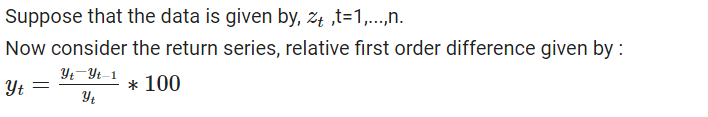 Suppose that the data is given by, z_t ,t=1,...,n.
Now consider the return series, relative first order difference given by :
y_t = \frac{y_t - y_{t-1}}{y_t} * 100